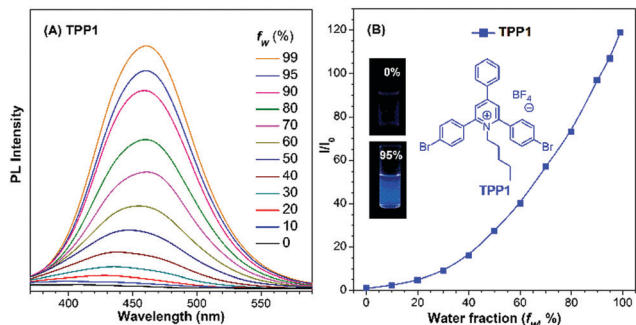 (A) TPP1
f_w (%)
99
95
90
80
70
60
50
40
30
20
10
0
PL Intensity
450
500
550
Wavelength (nm)
(B)
TPP1
0%
95%
BF4
⊖
N
+
Br
Br
TPP1
I/I0
120
100
80
60
40
20
0
0
20
40
60
80
100
Water fraction (f_w, %)